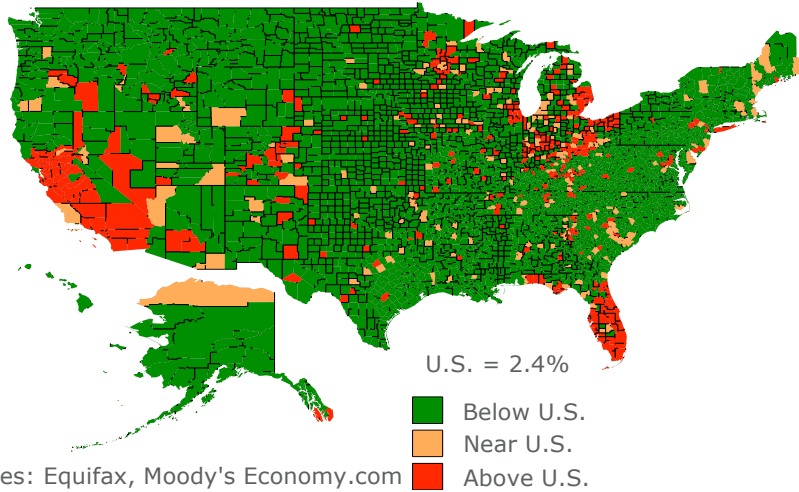 U.S. = 2.4%
Below U.S.
Near U.S.
Above U.S.
es: Equifax, Moody's Economy.com